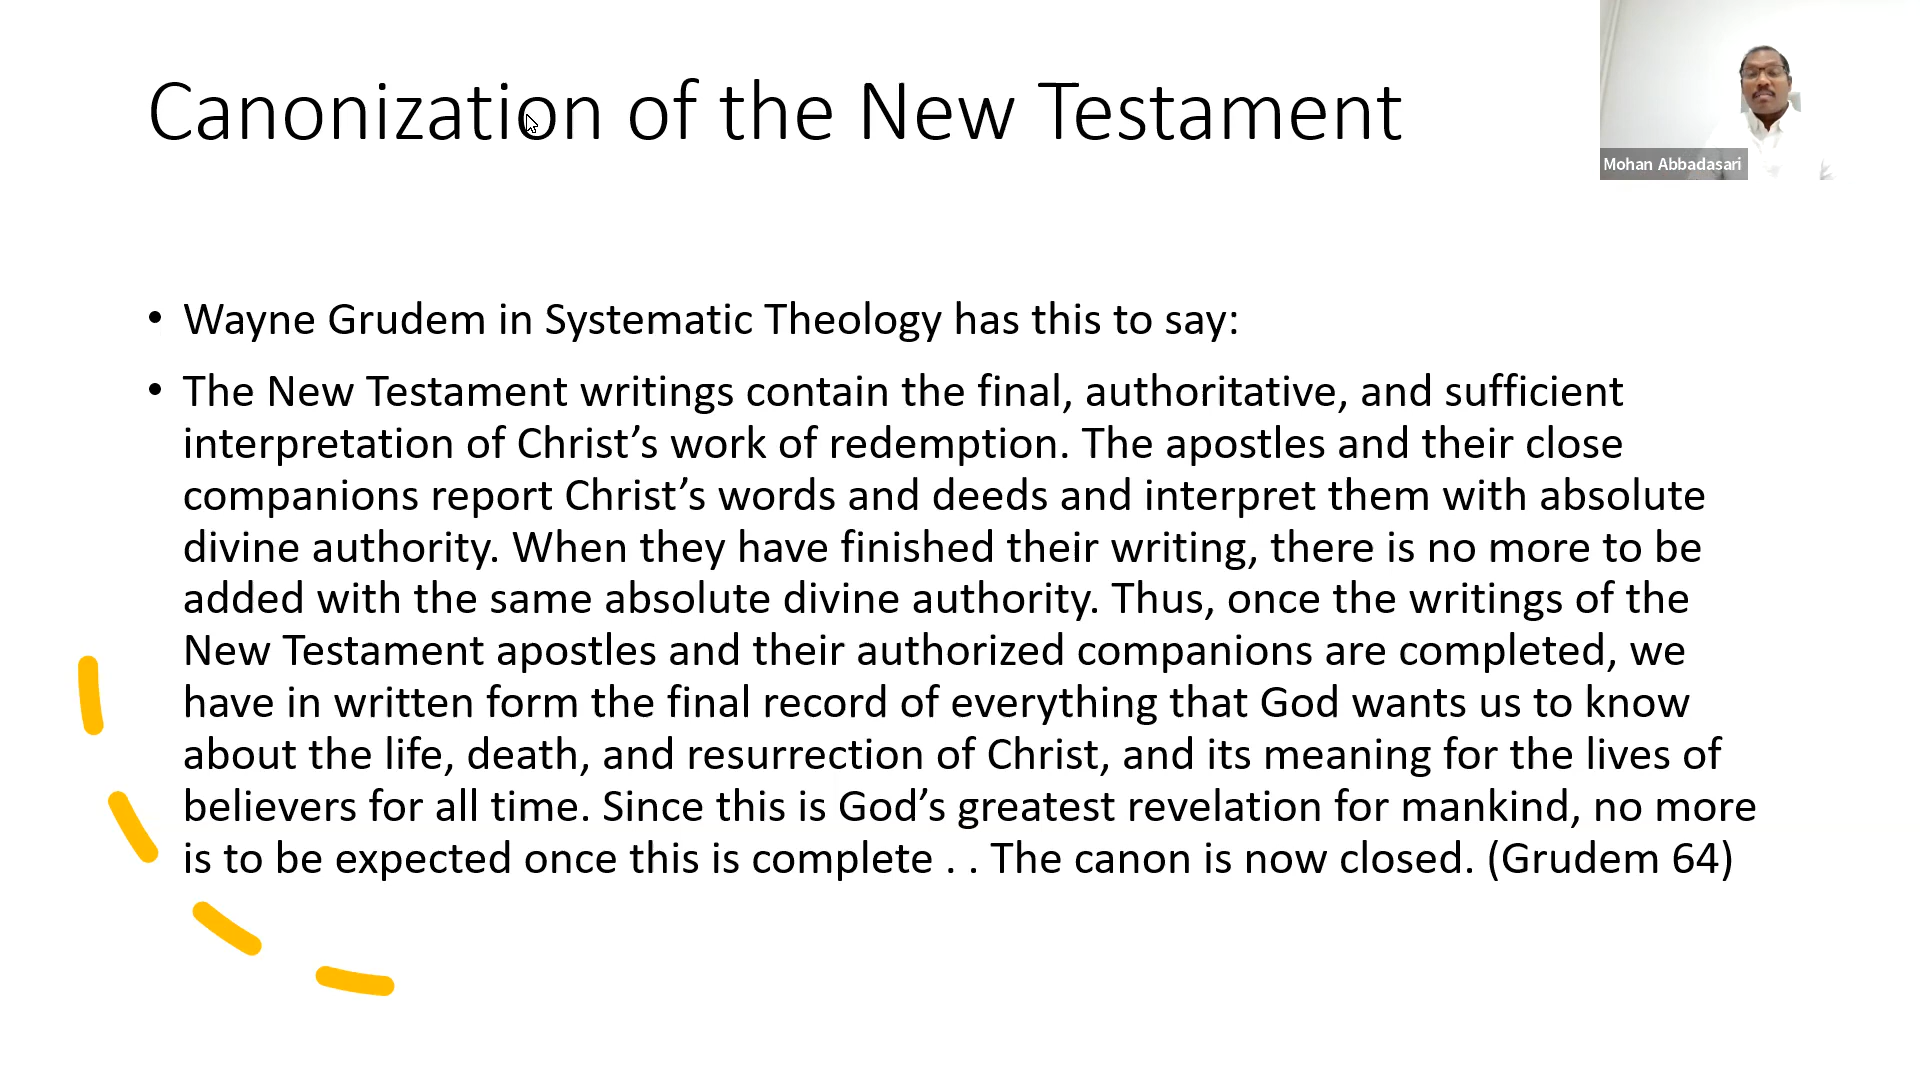 Canonization of the New Testament
Mohan Abbadasari
• Wayne Grudem in Systematic Theology has this to say:
• The New Testament writings contain the final, authoritative, and sufficient
interpretation of Christ’s work of redemption. The apostles and their close
companions report Christ’s words and deeds and interpret them with absolute
divine authority. When they have finished their writing, there is no more to be
added with the same absolute divine authority. Thus, once the writings of the
New Testament apostles and their authorized companions are completed, we
have in written form the final record of everything that God wants us to know
about the life, death, and resurrection of Christ, and its meaning for the lives of
believers for all time. Since this is God’s greatest revelation for mankind, no more
is to be expected once this is complete . . The canon is now closed. (Grudem 64)